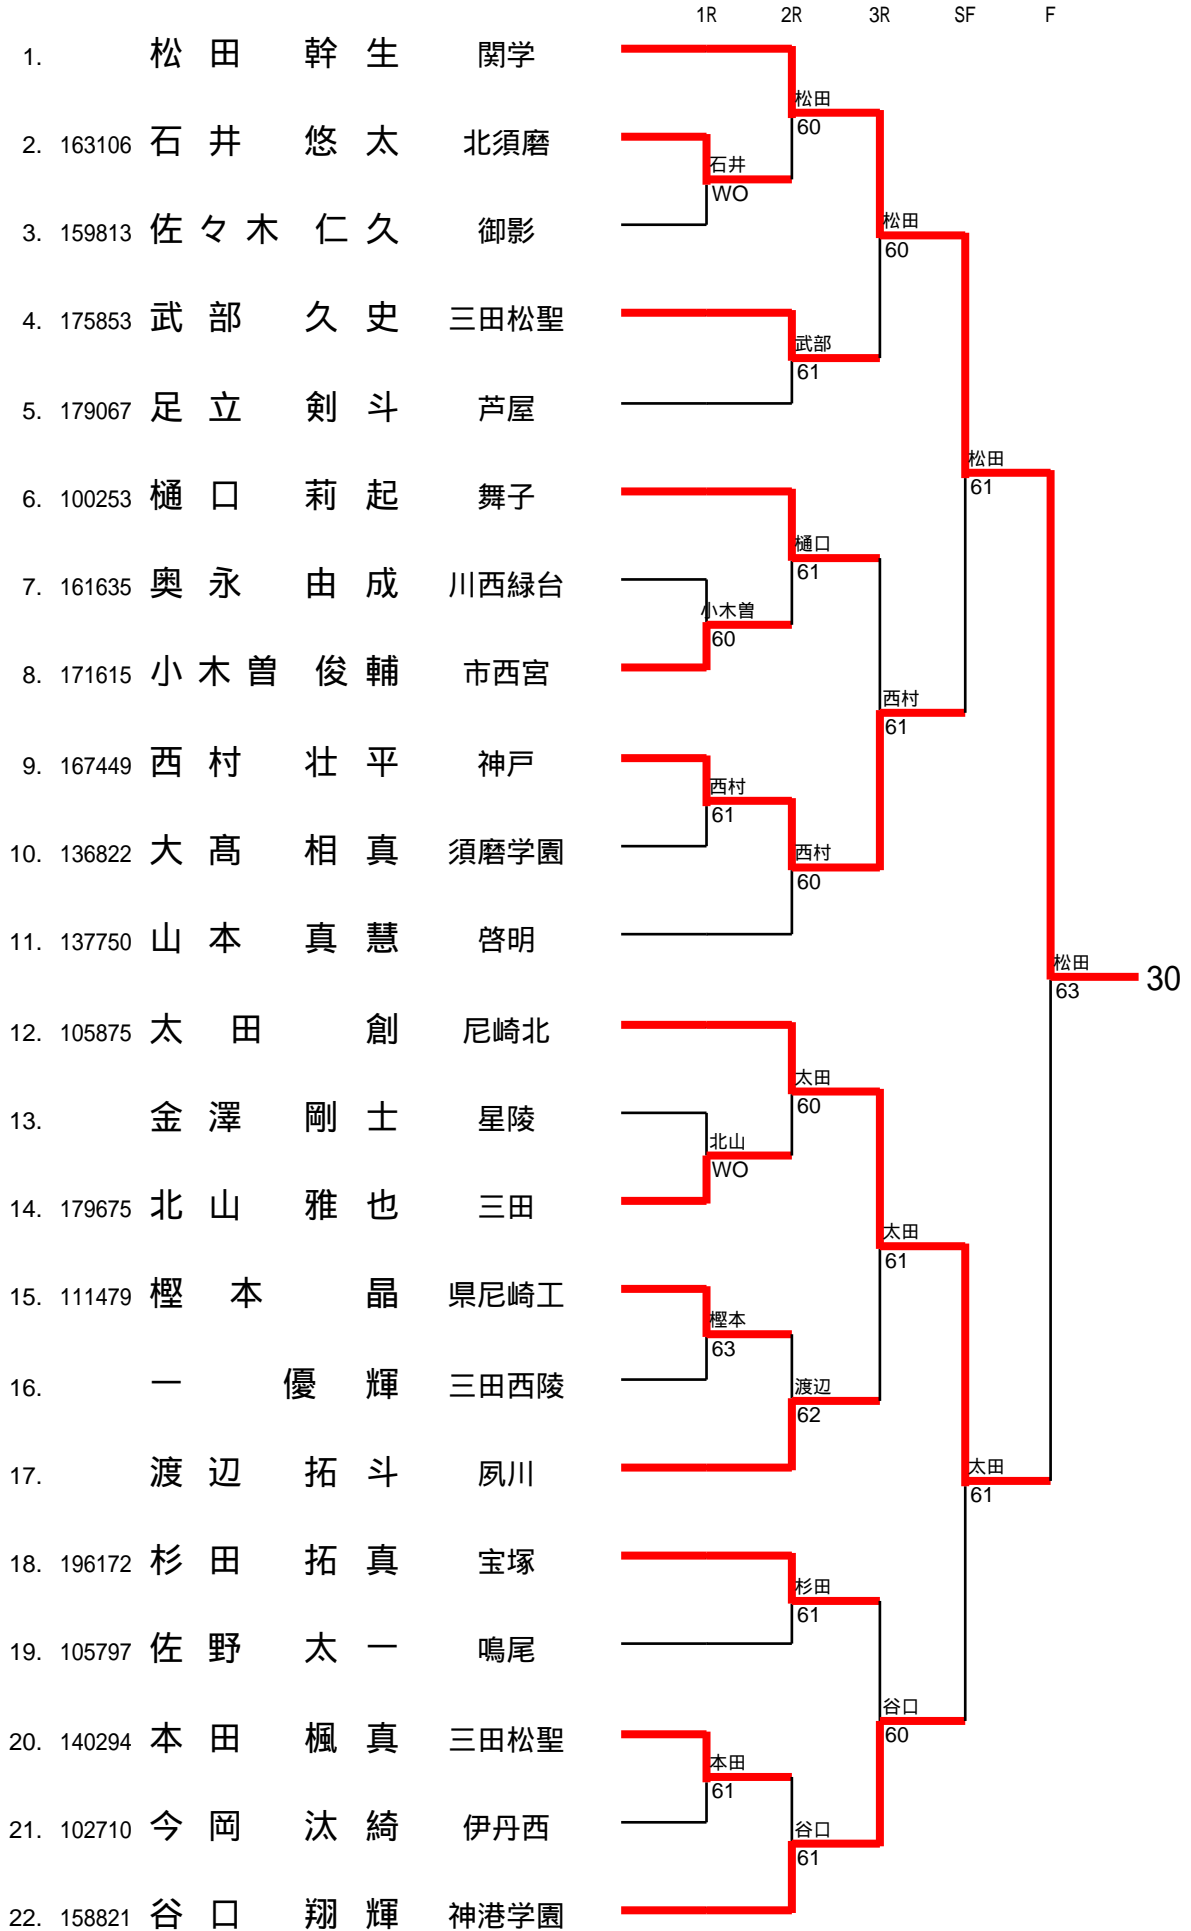 1R 2R 3R SF F
1. 松田 幹生 関学
松田
60
2. 163106 石井 悠太 北須磨
石井
WO
3. 159813 佐々木 仁久 御影
松田
60
4. 175853 武部 久史 三田松聖
武部
61
5. 179067 足立 剣斗 芦屋
松田
61
6. 100253 樋口 莉起 舞子
樋口
61
7. 161635 奥永 由成 川西緑台
小木曽
60
8. 171615 小木曽 俊輔 市西宮
西村
61
9. 167449 西村 壮平 神戸
西村
61
10. 136822 大髙 相真 須磨学園
西村
60
11. 137750 山本 真慧 啓明
松田
63
30
12. 105875 太田 創 尼崎北
太田
60
13. 金澤 剛士 星陵
北山
WO
14. 179675 北山 雅也 三田
太田
61
15. 111479 樫本 晶 県尼崎工
樫本
63
16. 一 優輝 三田西陵
渡辺
62
17. 渡辺 拓斗 夙川
太田
61
18. 196172 杉田 拓真 宝塚
杉田
61
19. 105797 佐野 太一 鳴尾
谷口
60
20. 140294 本田 楓真 三田松聖
本田
61
21. 102710 今岡 汰綺 伊丹西
谷口
61
22. 158821 谷口 翔輝 神港学園